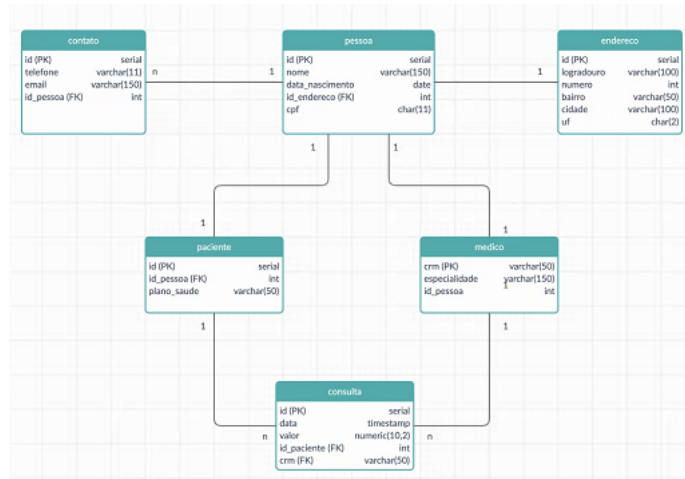 contato
id (PK) serial
telefone varchar(11)
email varchar(150)
id_pessoa (FK) int
n
1
pessoa
id (PK) serial
nome varchar(150)
data_nascimento date
id_endereco (FK) int
cpf char(11)
1
endereco
id (PK) serial
logradouro varchar(100)
numero int
bairro varchar(50)
cidade varchar(100)
uf char(2)
1
1
1
1
paciente
id (PK) serial
id_pessoa (FK) int
plano_saude varchar(50)
medico
crm (PK) varchar(50)
especialidade varchar(150)
1
id_pessoa int
1
1
consulta
id (PK) serial
data timestamp
valor numeric(10,2)
id_paciente (FK) int
crm (FK) varchar(50)
n
n